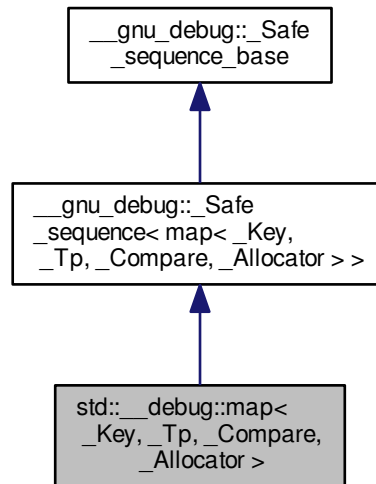 __gnu_debug::_Safe
_sequence_base
__gnu_debug::_Safe
_sequence< map< _Key,
_Tp, _Compare, _Allocator > >
std::__debug::map<
_Key, _Tp, _Compare,
_Allocator >